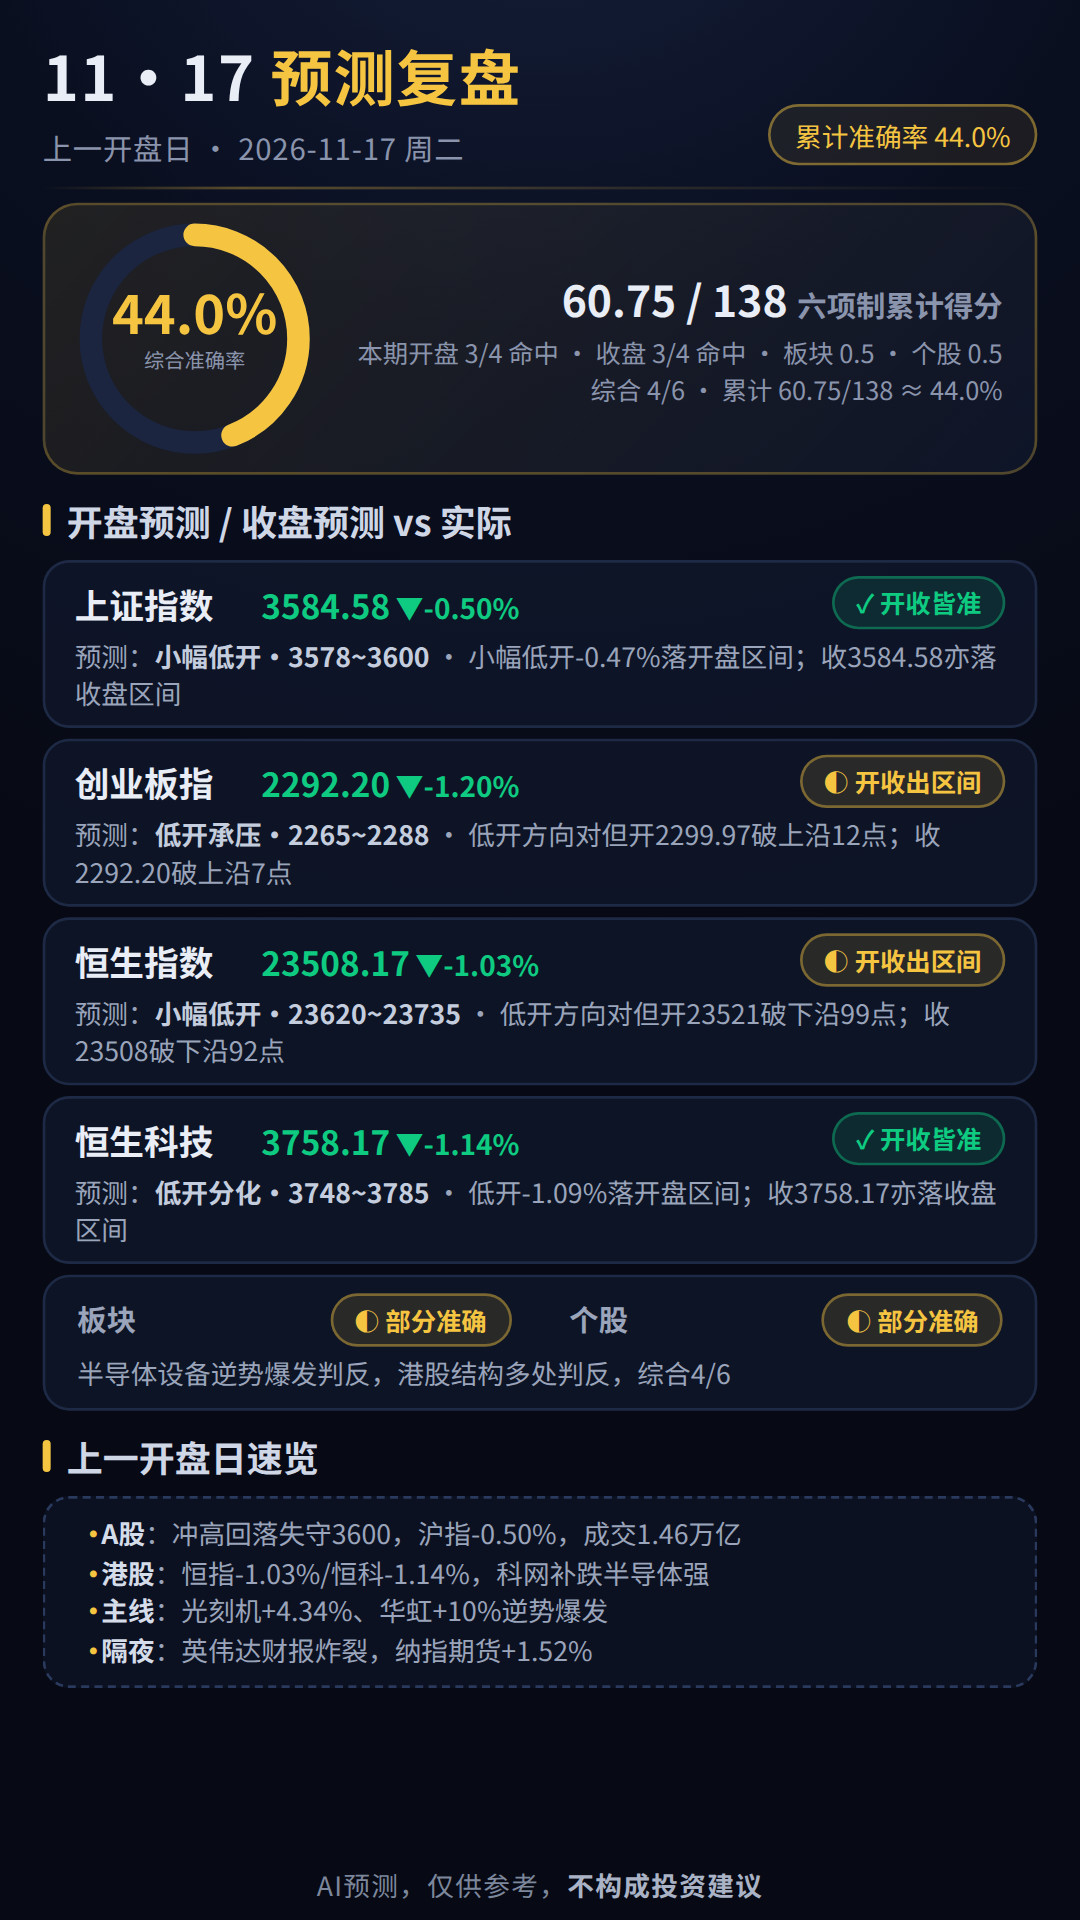 11·17 预测复盘
上一开盘日 · 2026-11-17 周二
累计准确率 44.0%
44.0%
综合准确率
60.75 / 138 六项制累计得分
本期开盘 3/4 命中 · 收盘 3/4 命中 · 板块 0.5 · 个股 0.5
综合 4/6 · 累计 60.75/138 ≈ 44.0%
开盘预测 / 收盘预测 vs 实际
上证指数 3584.58 ▼-0.50% ✓ 开收皆准
预测：小幅低开·3578~3600 · 小幅低开-0.47%落开盘区间；收3584.58亦落
收盘区间
创业板指 2292.20 ▼-1.20% ◐ 开收出区间
预测：低开承压·2265~2288 · 低开方向对但开2299.97破上沿12点；收
2292.20破上沿7点
恒生指数 23508.17 ▼-1.03% ◐ 开收出区间
预测：小幅低开·23620~23735 · 低开方向对但开23521破下沿99点；收
23508破下沿92点
恒生科技 3758.17 ▼-1.14% ✓ 开收皆准
预测：低开分化·3748~3785 · 低开-1.09%落开盘区间；收3758.17亦落收盘
区间
板块 ◐ 部分准确 个股 ◐ 部分准确
半导体设备逆势爆发判反，港股结构多处判反，综合4/6
上一开盘日速览
•A股：冲高回落失守3600，沪指-0.50%，成交1.46万亿
•港股：恒指-1.03%/恒科-1.14%，科网补跌半导体强
•主线：光刻机+4.34%、华虹+10%逆势爆发
•隔夜：英伟达财报炸裂，纳指期货+1.52%
AI预测，仅供参考，不构成投资建议